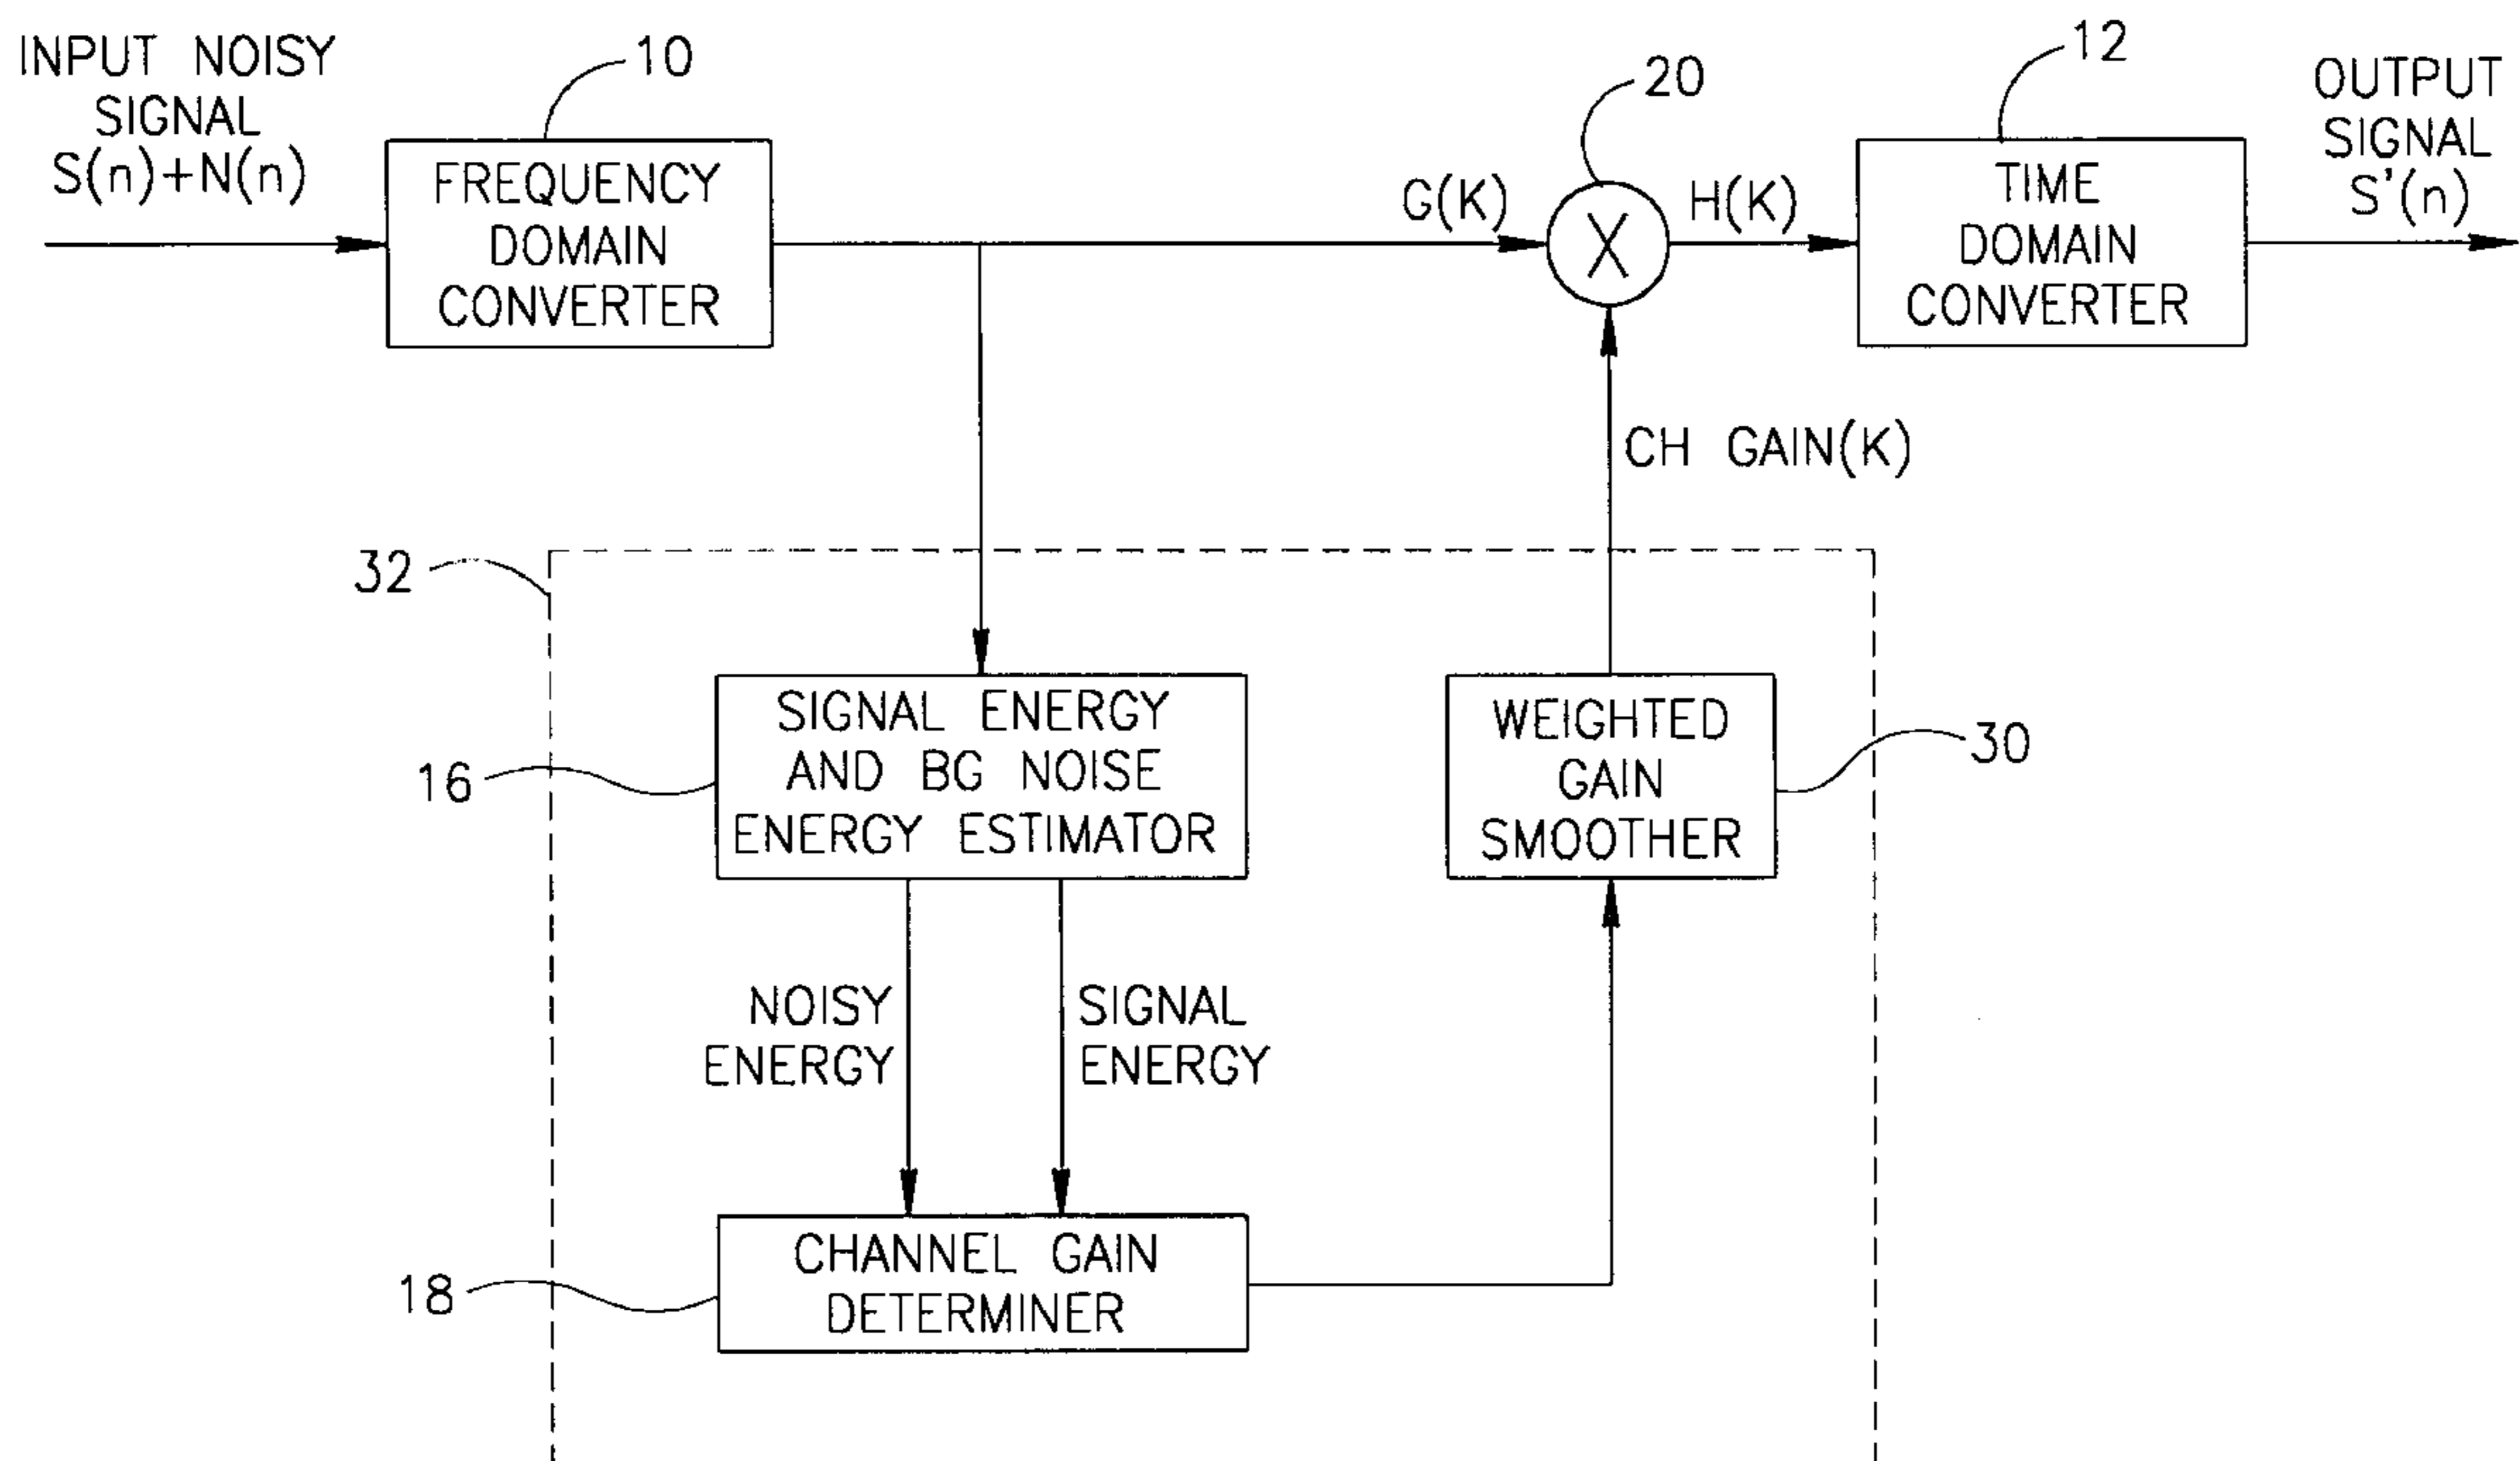 INPUT NOISY
SIGNAL
S(n)+N(n)
10
FREQUENCY
DOMAIN
CONVERTER
G(K)
20
X
H(K)
12
TIME
DOMAIN
CONVERTER
OUTPUT
SIGNAL
S'(n)
CH GAIN(K)
32
SIGNAL ENERGY
AND BG NOISE
ENERGY ESTIMATOR
16
WEIGHTED
GAIN
SMOOTHER
30
NOISY
ENERGY
SIGNAL
ENERGY
CHANNEL GAIN
DETERMINER
18